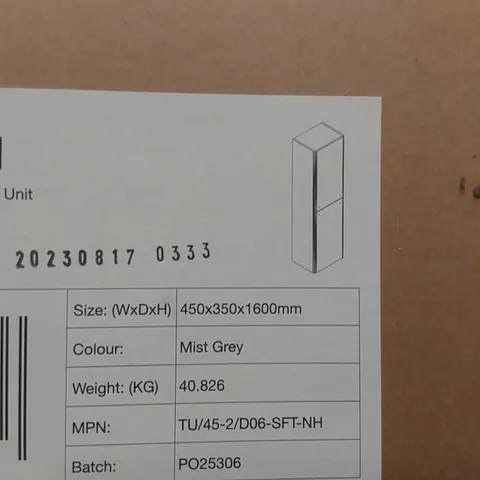 Unit
20230817 0333
Size: (WxDxH) 450x350x1600mm
Colour: Mist Grey
Weight: (KG) 40.826
MPN: TU/45-2/D06-SFT-NH
Batch: PO25306